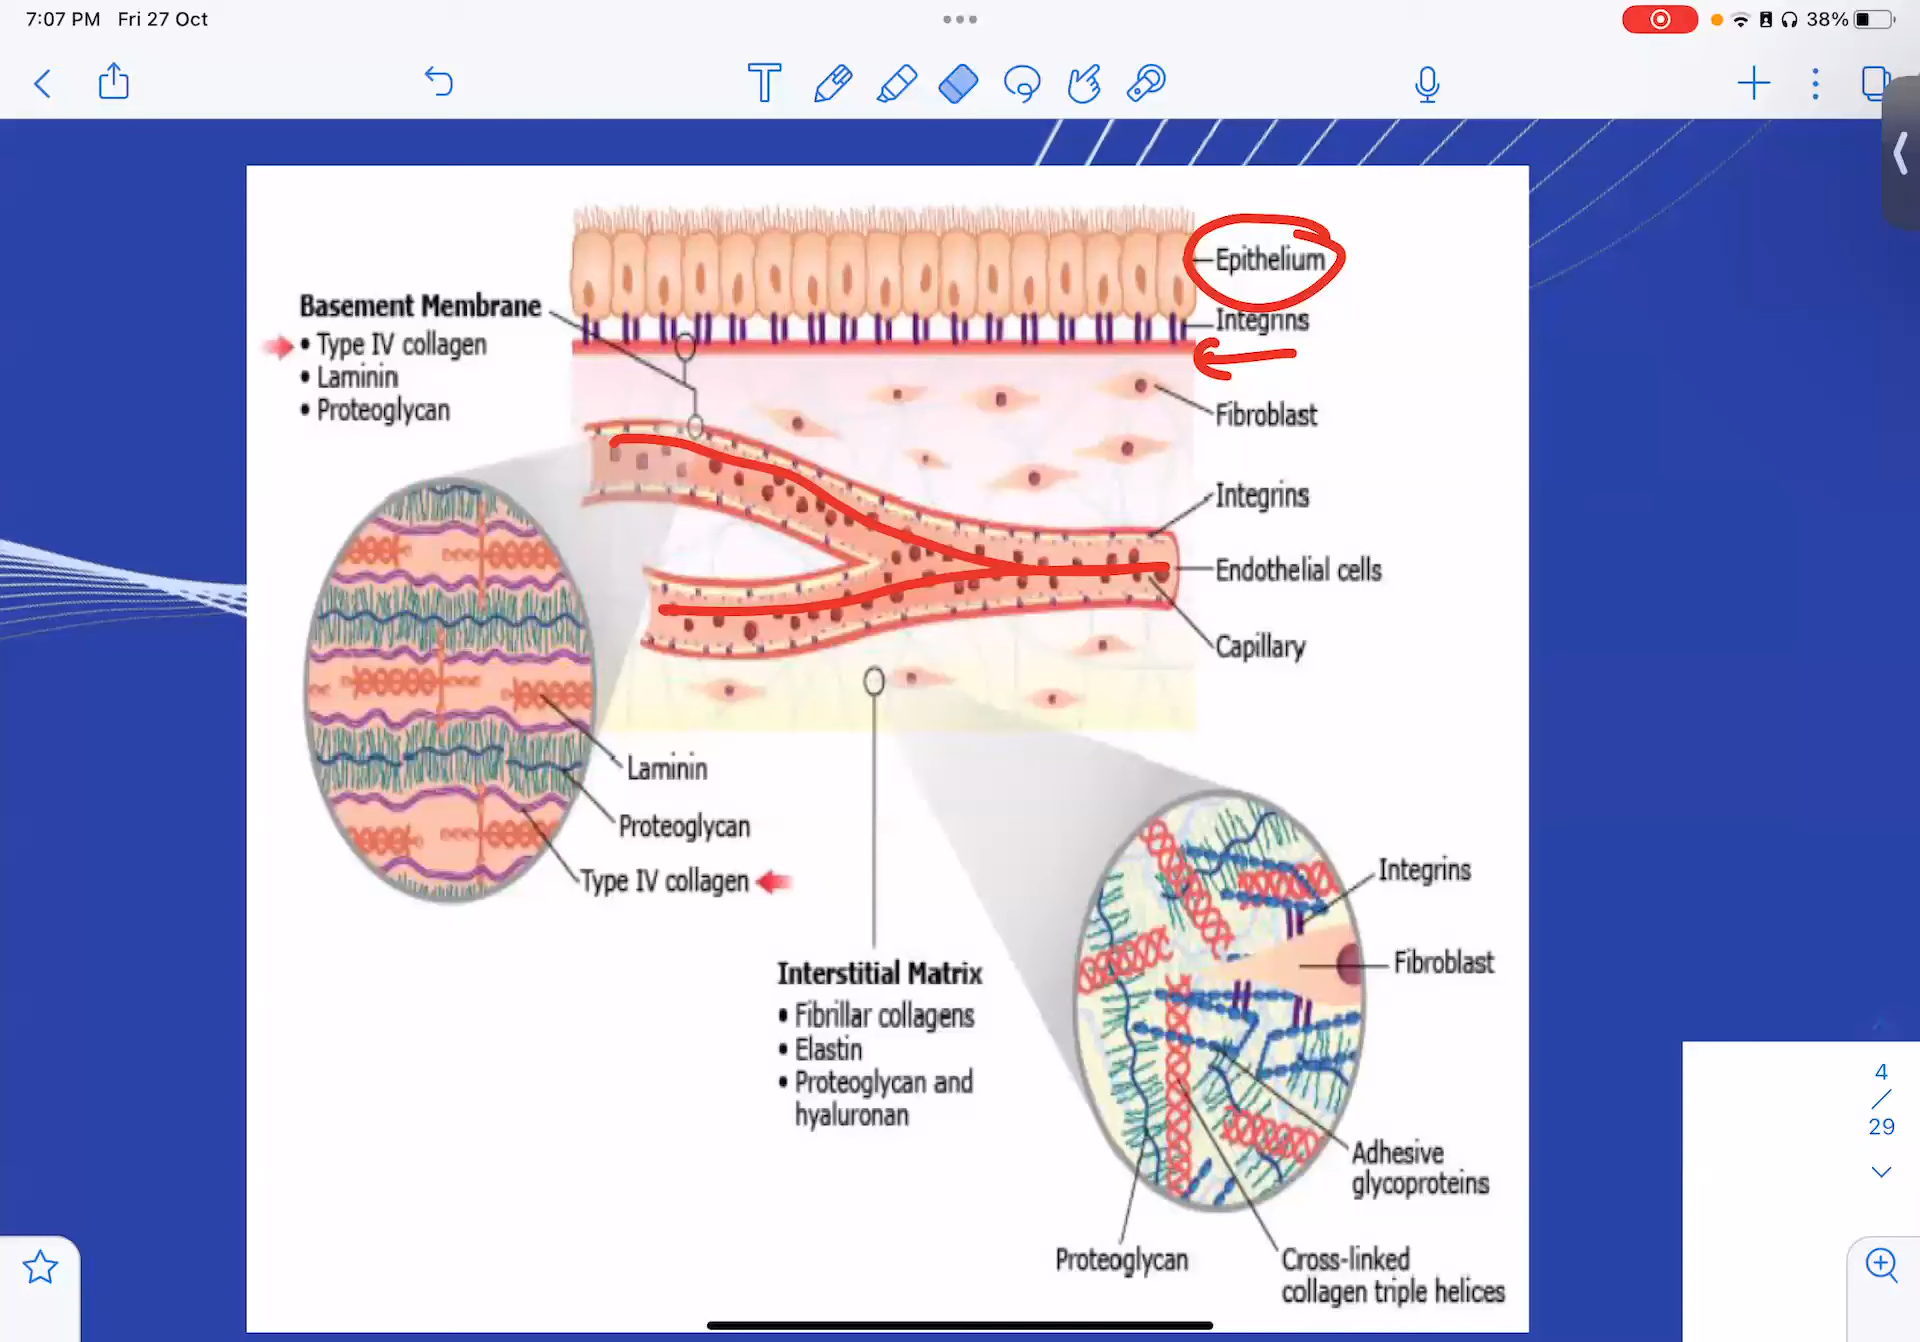 7:07 PM Fri 27 Oct
38%
T
Epithelium
Integrins
Basement Membrane
• Type IV collagen
• Laminin
• Proteoglycan
Fibroblast
Integrins
Endothelial cells
Capillary
Laminin
Proteoglycan
Type IV collagen
Integrins
Fibroblast
Interstitial Matrix
• Fibrillar collagens
• Elastin
• Proteoglycan and
hyaluronan
Adhesive
glycoproteins
Proteoglycan
Cross-linked
collagen triple helices
4
/
29